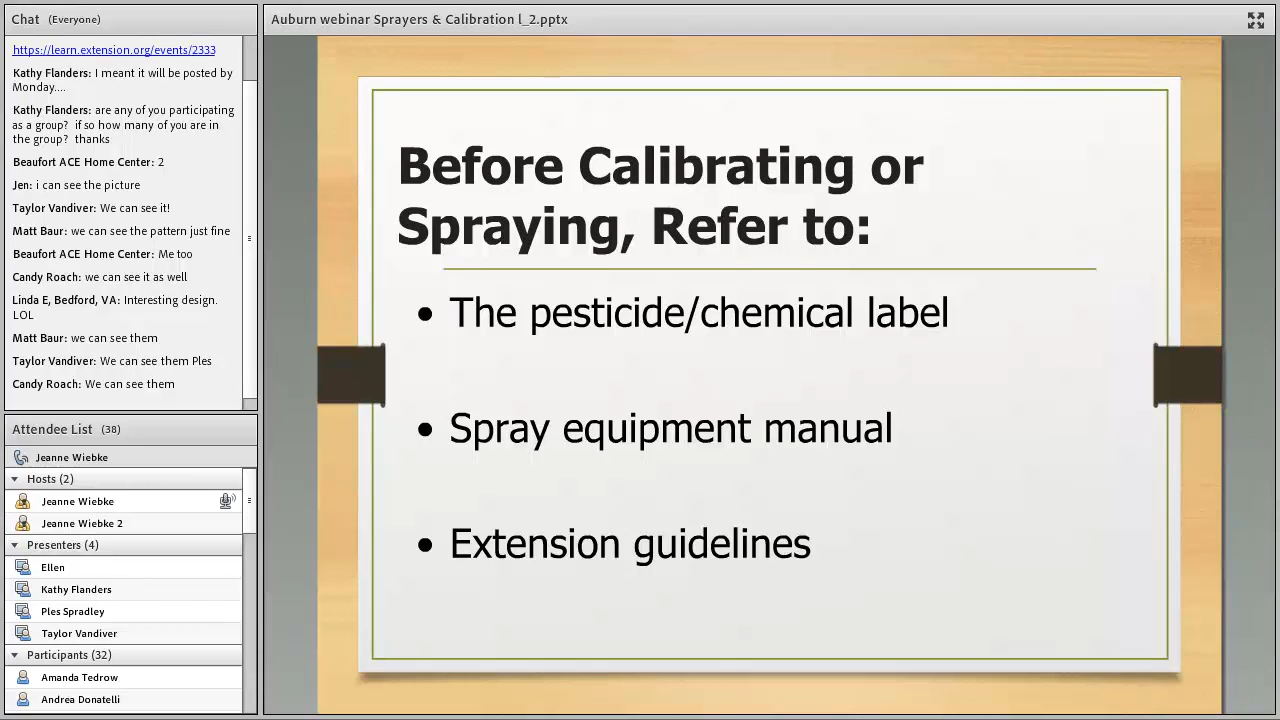 Chat (Everyone)
https://learn.extension.org/events/2333
Kathy Flanders: I meant it will be posted by
Monday....
Kathy Flanders: are any of you participating
as a group? if so how many of you are in
the group? thanks
Beaufort ACE Home Center: 2
Jen: i can see the picture
Taylor Vandiver: We can see it!
Matt Baur: we can see the pattern just fine
Beaufort ACE Home Center: Me too
Candy Roach: we can see it as well
Linda E, Bedford, VA: Interesting design.
LOL
Matt Baur: we can see them
Taylor Vandiver: We can see them Ples
Candy Roach: We can see them
Attendee List (38)
Jeanne Wiebke
Hosts (2)
Jeanne Wiebke
Jeanne Wiebke 2
Presenters (4)
Ellen
Kathy Flanders
Ples Spradley
Taylor Vandiver
Participants (32)
Amanda Tedrow
Andrea Donatelli
Auburn webinar Sprayers & Calibration l_2.pptx
Before Calibrating or
Spraying, Refer to:
• The pesticide/chemical label
• Spray equipment manual
• Extension guidelines